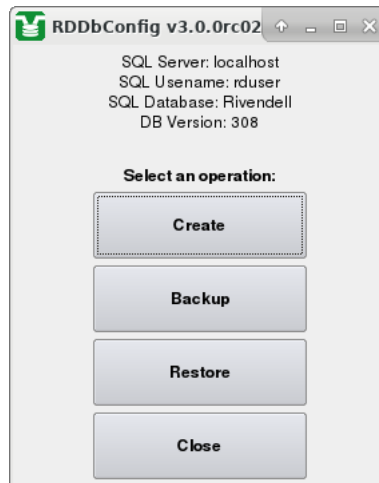 RDDbConfig v3.0.0rc02
SQL Server: localhost
SQL Usename: rduser
SQL Database: Rivendell
DB Version: 308
Select an operation:
Create
Backup
Restore
Close